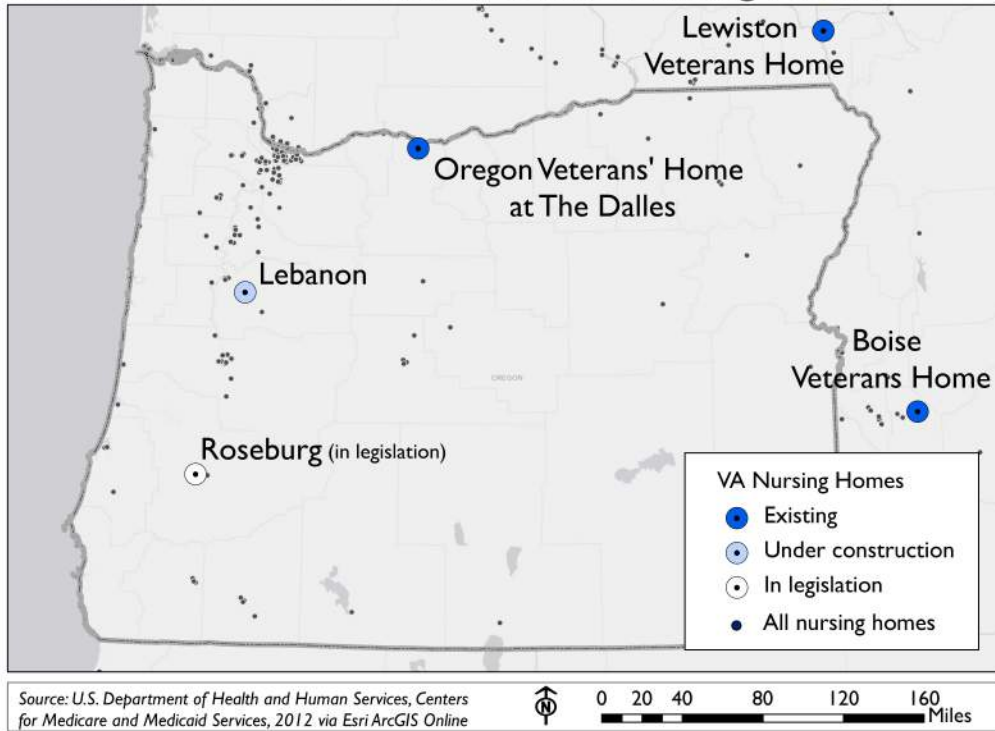 Lewiston
Veterans Home
Oregon Veterans' Home
at The Dalles
Lebanon
OREGON
Boise
Veterans Home
Roseburg (in legislation)
VA Nursing Homes
Existing
Under construction
In legislation
All nursing homes
Source: U.S. Department of Health and Human Services, Centers
for Medicare and Medicaid Services, 2012 via Esri ArcGIS Online
N
0 20 40 80 120 160
Miles